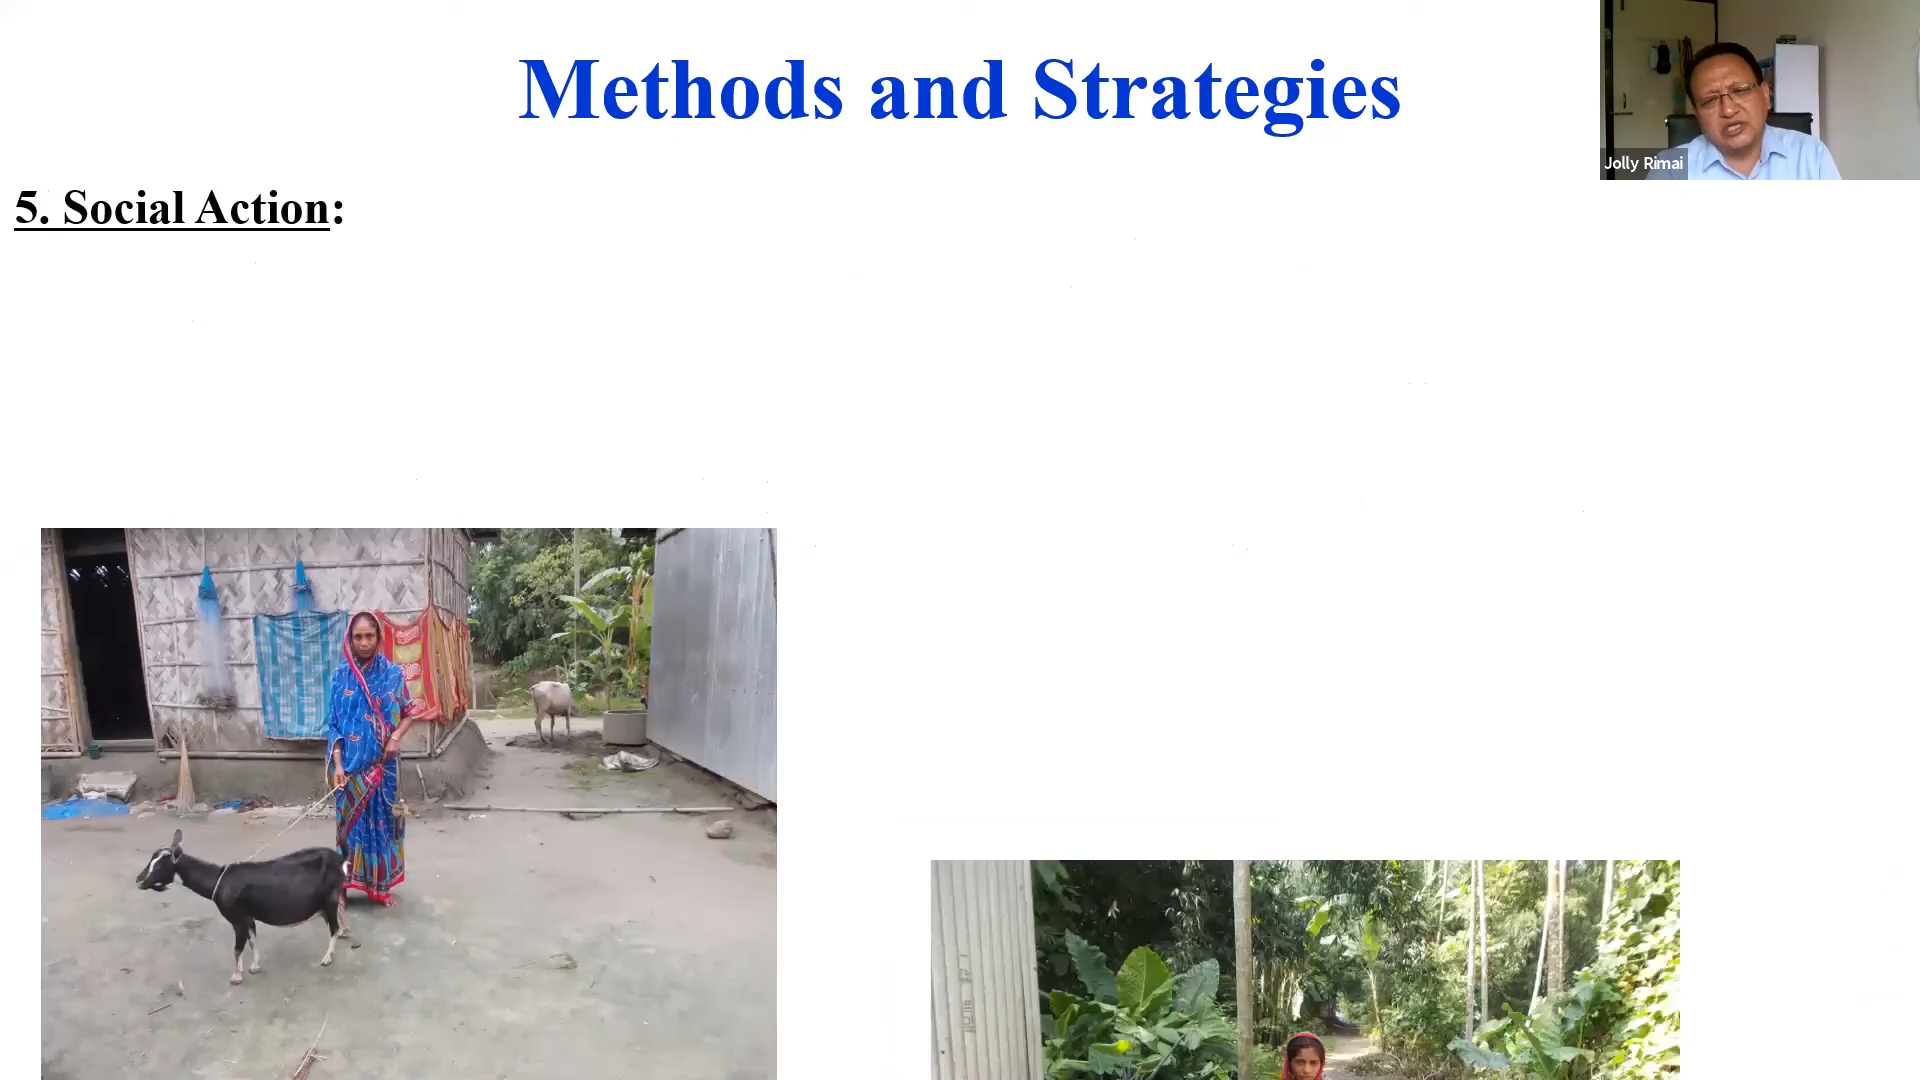 Methods and Strategies
Jolly Rimai
5. Social Action: